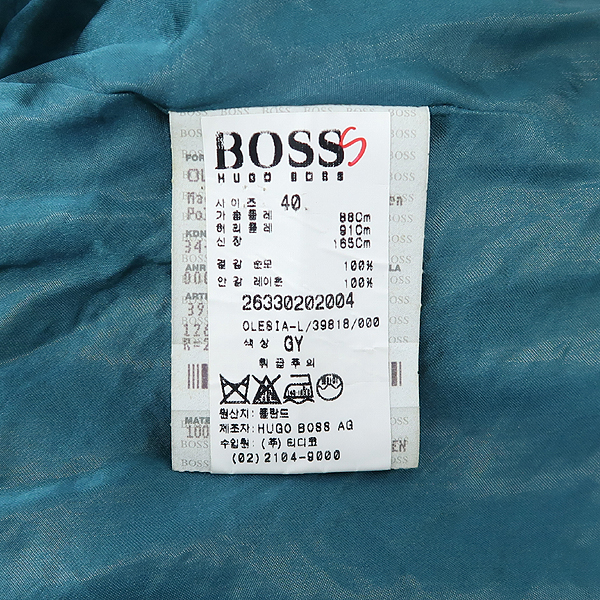 BOSS
S
HUGO BOSS
사이즈 40
가슴둘레 88Cm
허리둘레 91Cm
신장 165Cm
겉감 순모 100%
안감 레이온 100%
26330202004
OLESIA-L/39818/000
색상 GY
취급주의
원산지: 폴란드
제조자: HUGO BOSS AG
수입원: (주) 티디코
(02)2104-9000